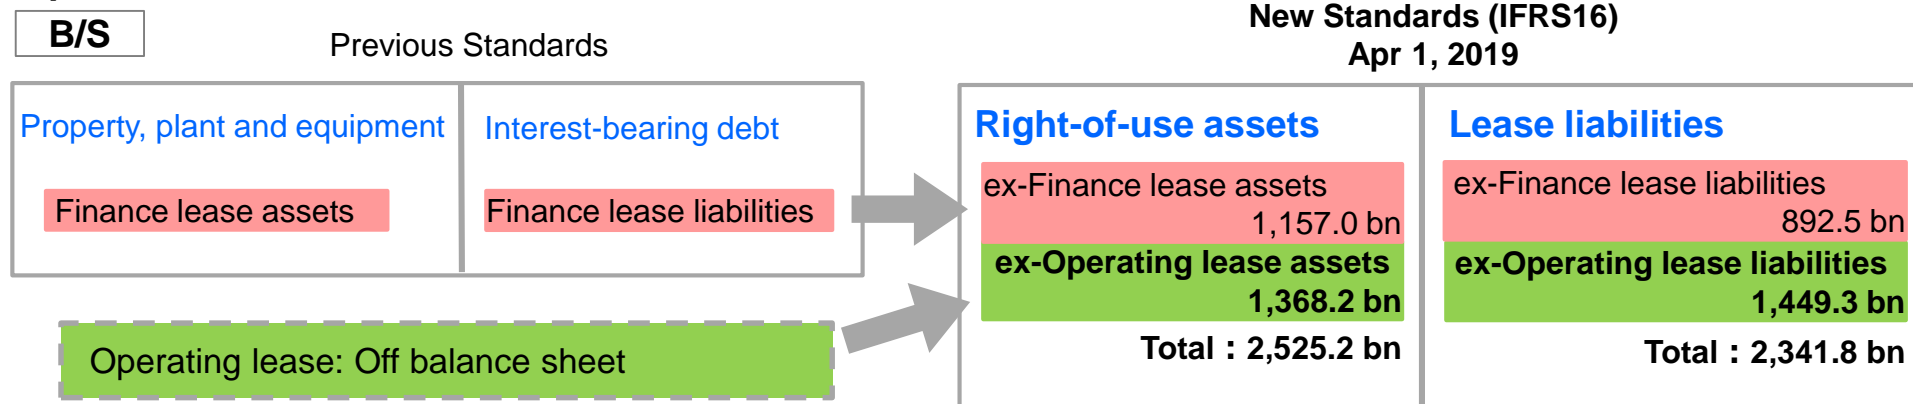 B/S
Previous Standards
New Standards (IFRS16)
Apr 1, 2019
Property, plant and equipment
Interest-bearing debt
Finance lease assets
Finance lease liabilities
Operating lease: Off balance sheet
Right-of-use assets
ex-Finance lease assets
1,157.0 bn
ex-Operating lease assets
1,368.2 bn
Total：2,525.2 bn
Lease liabilities
ex-Finance lease liabilities
892.5 bn
ex-Operating lease liabilities
1,449.3 bn
Total：2,341.8 bn